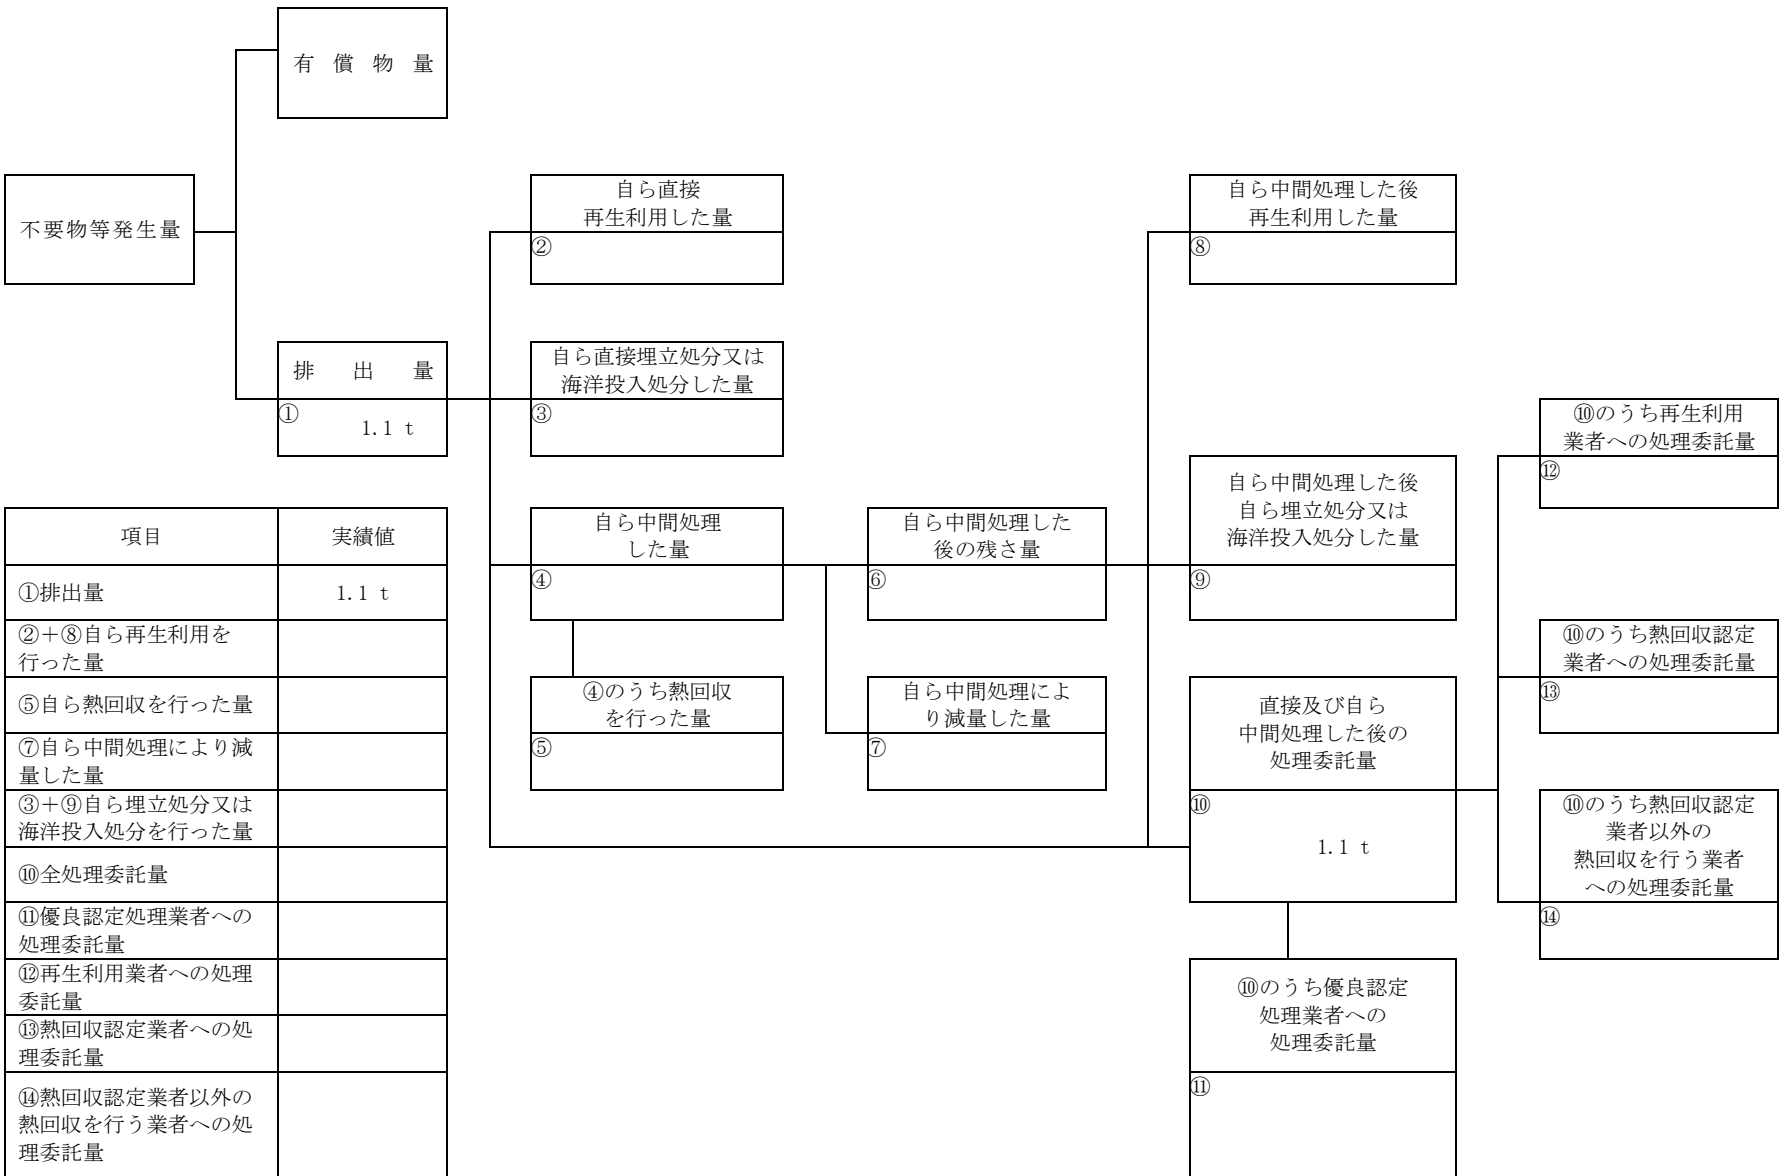 有償物量
不要物等発生量
排出量
①
1.1 t
自ら直接
再生利用した量
②
自ら直接埋立処分又は
海洋投入処分した量
③
自ら中間処理
した量
④
④のうち熱回収
を行った量
⑤
自ら中間処理した
後の残さ量
⑥
自ら中間処理によ
り減量した量
⑦
自ら中間処理した後
再生利用した量
⑧
自ら中間処理した後
自ら埋立処分又は
海洋投入処分した量
⑨
直接及び自ら
中間処理した後の
処理委託量
⑩
1.1 t
⑩のうち優良認定
処理業者への
処理委託量
⑪
⑩のうち再生利用
業者への処理委託量
⑫
⑩のうち熱回収認定
業者への処理委託量
⑬
⑩のうち熱回収認定
業者以外の
熱回収を行う業者
への処理委託量
⑭
項目 実績値
①排出量 1.1 t
②＋⑧自ら再生利用を
行った量
⑤自ら熱回収を行った量
⑦自ら中間処理により減
量した量
③＋⑨自ら埋立処分又は
海洋投入処分を行った量
⑩全処理委託量
⑪優良認定処理業者への
処理委託量
⑫再生利用業者への処理
委託量
⑬熱回収認定業者への処
理委託量
⑭熱回収認定業者以外の
熱回収を行う業者への処
理委託量